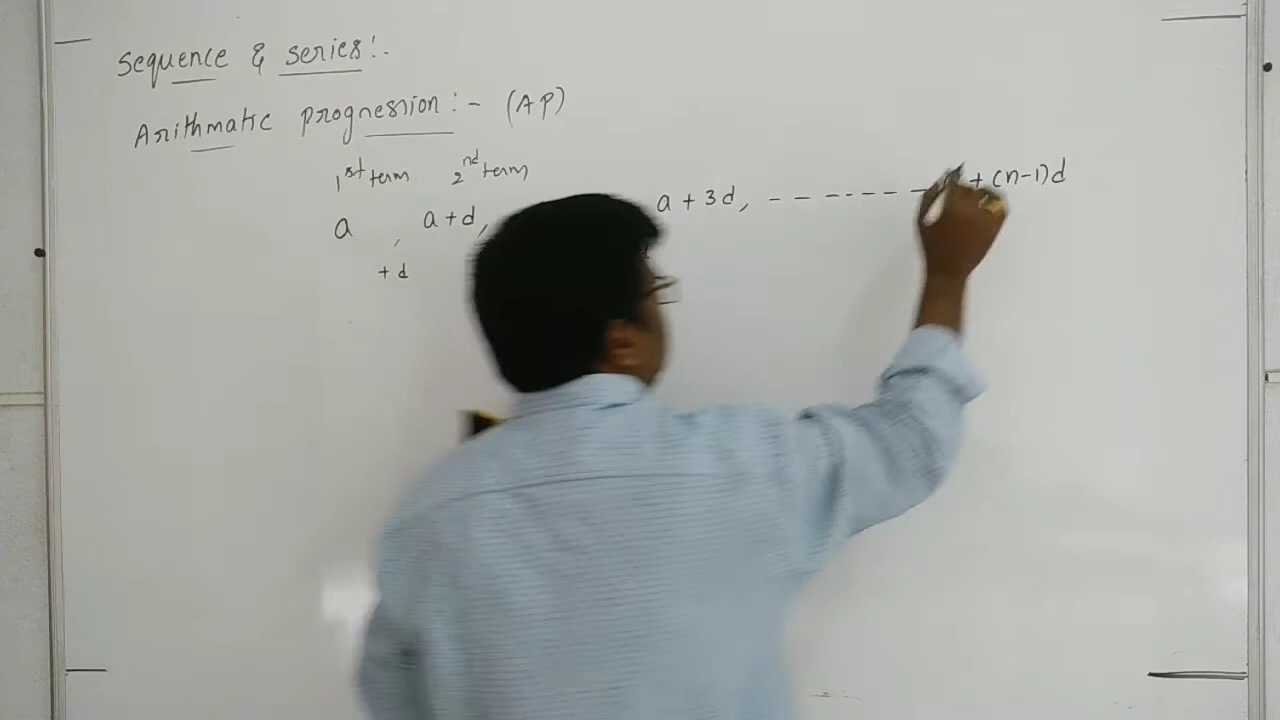 Sequence & series:.
Arithmatic progression :- (AP)
1st term 2nd term
a , a+d, a + 3d, - - - - - - - + (n-1)d
+ d